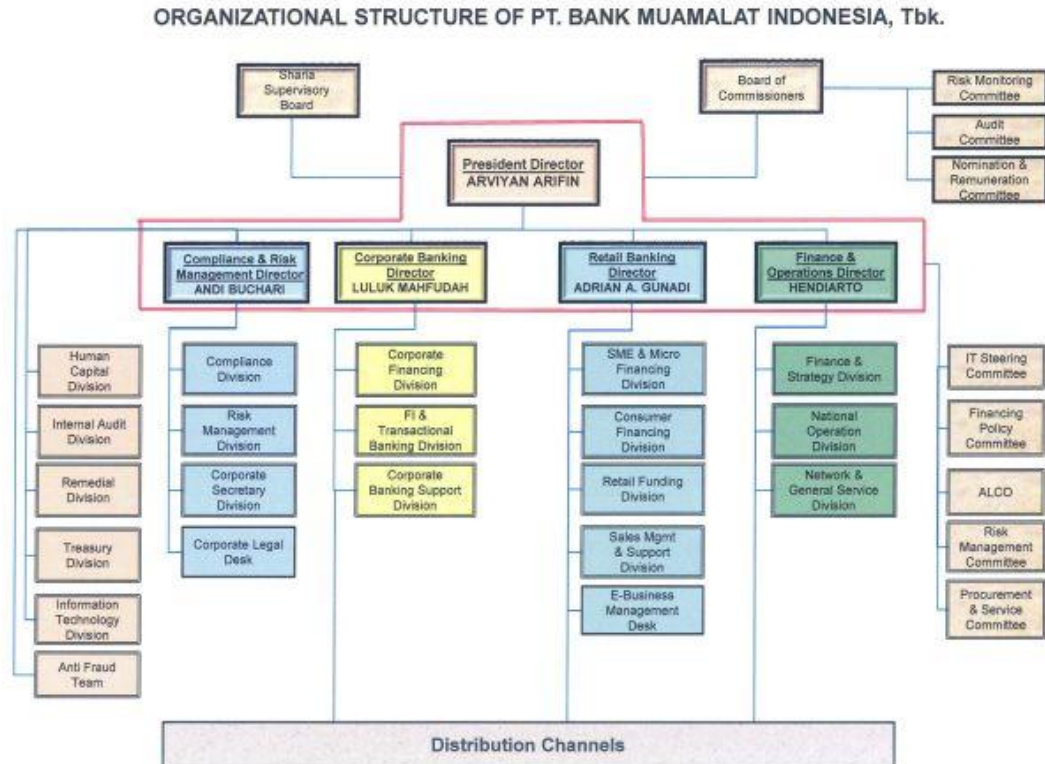 ORGANIZATIONAL STRUCTURE OF PT. BANK MUAMALAT INDONESIA, Tbk.
Sharia
Supervisory
Board
Board of
Commissioners
Risk Monitoring
Committee
Audit
Committee
Nomination &
Remuneration
Committee
President Director
ARVIYAN ARIFIN
Compliance & Risk
Management Director
ANDI BUCHARI
Corporate Banking
Director
LULUK MAHFUDAH
Retail Banking
Director
ADRIAN A. GUNADI
Finance &
Operations Director
HENDIARTO
Human
Capital
Division
Internal Audit
Division
Remedial
Division
Treasury
Division
Information
Technology
Division
Anti Fraud
Team
Compliance
Division
Risk
Management
Division
Corporate
Secretary
Division
Corporate Legal
Desk
Corporate
Financing
Division
FI &
Transactional
Banking Division
Corporate
Banking Support
Division
SME & Micro
Financing
Division
Consumer
Financing
Division
Retail Funding
Division
Sales Mgmt
& Support
Division
E-Business
Management
Desk
Finance &
Strategy Division
National
Operation
Division
Network &
General Service
Division
IT Steering
Committee
Financing
Policy
Committee
ALCO
Risk
Management
Committee
Procurement
& Service
Committee
Distribution Channels